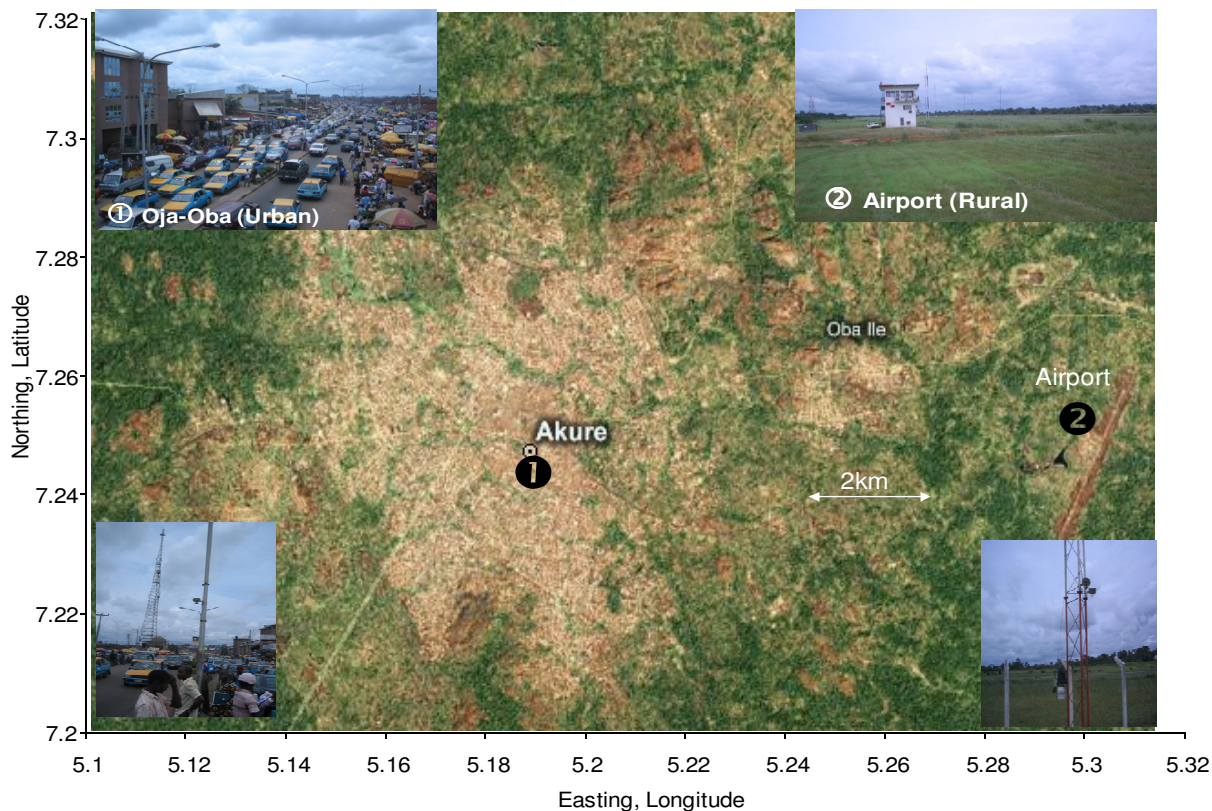 7.32
7.3
7.28
7.26
7.24
7.22
7.2
5.1
5.12
5.14
5.16
5.18
5.2
5.22
5.24
5.26
5.28
5.3
5.32
Northing, Latitude
Easting, Longitude
① Oja-Oba (Urban)
② Airport (Rural)
Oba Ile
Airport
2
Akure
1
2km